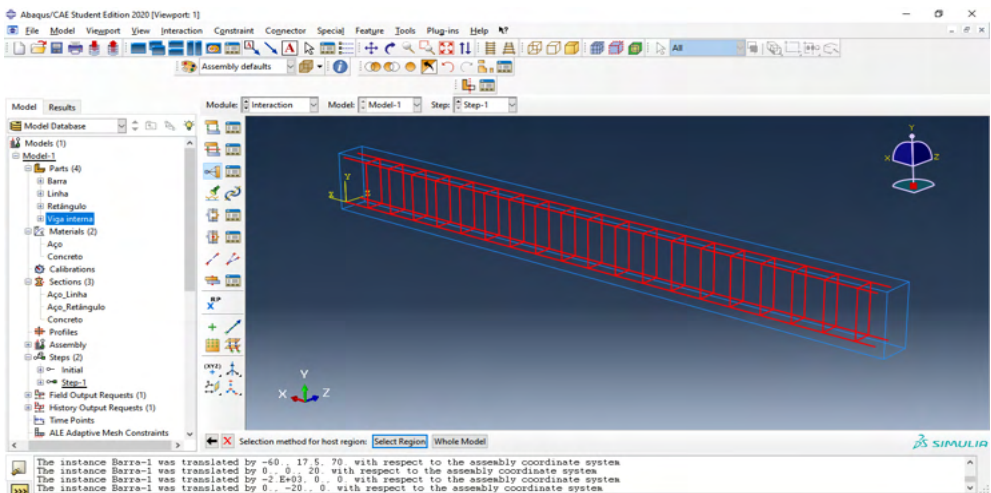 Abaqus/CAE Student Edition 2020 [Viewport: 1]
File Model Viewport View Interaction Constraint Connector Special Feature Tools Plug-ins Help
All
Assembly defaults
Model Results
Module: Interaction Model: Model-1 Step: Step-1
Model Database
Models (1)
Model-1
Parts (4)
Barra
Linha
Retângulo
Viga interna
Materials (2)
Aço
Concreto
Calibrations
Sections (3)
Aço_Linha
Aço_Retângulo
Concreto
Profiles
Assembly
Steps (2)
Initial
Step-1
Field Output Requests (1)
History Output Requests (1)
Time Points
ALE Adaptive Mesh Constraints
RP
(XYZ)
Y
X
Z
Y
Y
X Z
Selection method for host region: Select Region Whole Model
SIMULIA
The instance Barra-1 was translated by -60., 17.5, 70. with respect to the assembly coordinate system
The instance Barra-1 was translated by 0., 0., 20. with respect to the assembly coordinate system
The instance Barra-1 was translated by -2.E+03, 0., 0. with respect to the assembly coordinate system
The instance Barra-1 was translated by 0., -20., 0. with respect to the assembly coordinate system